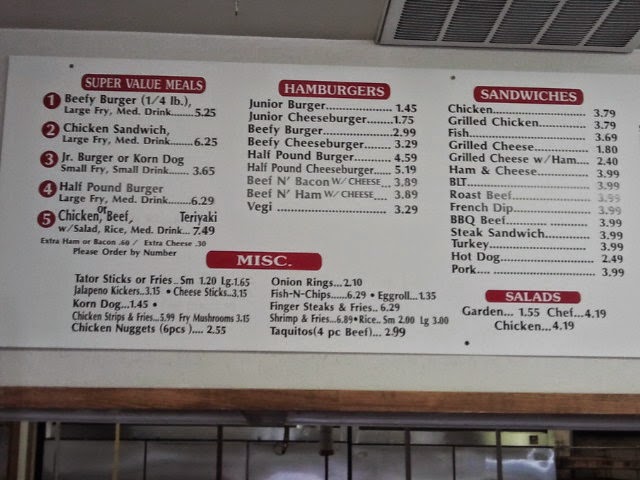 SUPER VALUE MEALS
1 Beefy Burger (1/4 lb.),
Large Fry, Med. Drink........5.25
2 Chicken Sandwich,
Large Fry, Med. Drink........6.25
3 Jr. Burger or Korn Dog
Small Fry, Small Drink..... 3.65
4 Half Pound Burger
Large Fry, Med. Drink.......6.29
5 Chicken, or Beef, Teriyaki
w/Salad, Rice, Med. Drink... 7.49
Extra Ham or Bacon .60 / Extra Cheese .30
Please Order by Number
HAMBURGERS
Junior Burger.................... 1.45
Junior Cheeseburger..........1.75
Beefy Burger......................2.99
Beefy Cheeseburger............3.29
Half Pound Burger..............4.59
Half Pound Cheeseburger.....5.19
Beef N' Bacon W/ CHEESE...3.89
Beef N' Ham W/ CHEESE.... 3.89
Vegi .................................. 3.29
SANDWICHES
Chicken............................ 3.79
Grilled Chicken................. 3.79
Fish.................................. 3.69
Grilled Cheese.................. 1.80
Grilled Cheese w/Ham.... 2.40
Ham & Cheese................. 3.99
BLT................................... 3.99
Roast Beef........................ 3.99
French Dip....................... 3.99
BBQ Beef......................... 3.99
Steak Sandwich................ 3.99
Turkey.............................. 3.99
Hot Dog........................... 2.49
Pork.... ........................... 3.99
MISC.
Tator Sticks or Fries.. Sm 1.20 Lg.1.65
Jalapeno Kickers..3.15 • Cheese Sticks..3.15
Korn Dog...1.45 •
Chicken Strips & Fries...5.99 Fry Mushrooms 3.15
Chicken Nuggets (6pcs ).... 2.55
Onion Rings...2.10
Fish-N-Chips......6.29 • Eggroll...1.35
Finger Steaks & Fries.. 6.29
Shrimp & Fries...6.89•Rice.. Sm 2.00 Lg 3.00
Taquitos(4 pc Beef)... 2.99
SALADS
Garden... 1.55 Chef...4.19
Chicken...4.19